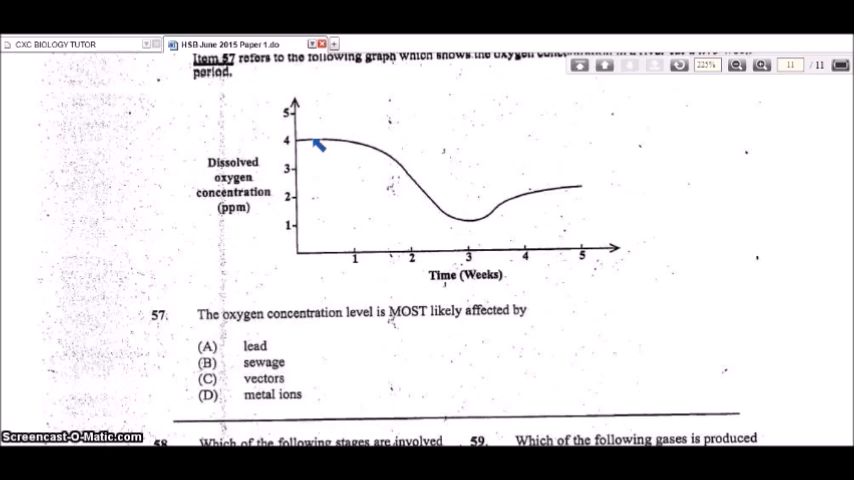 CXC BIOLOGY TUTOR
HSB June 2015 Paper 1.do
Item 57 refers to the following graph which shows the oxygen
period.
225%
11 / 11
5
4
3
2
1
Dissolved
oxygen
concentration
(ppm)
1 2 3 4 5
Time (Weeks)
57. The oxygen concentration level is MOST likely affected by
(A) lead
(B) sewage
(C) vectors
(D) metal ions
58 Which of the following stages are involved
59. Which of the following gases is produced
Screencast-O-Matic.com